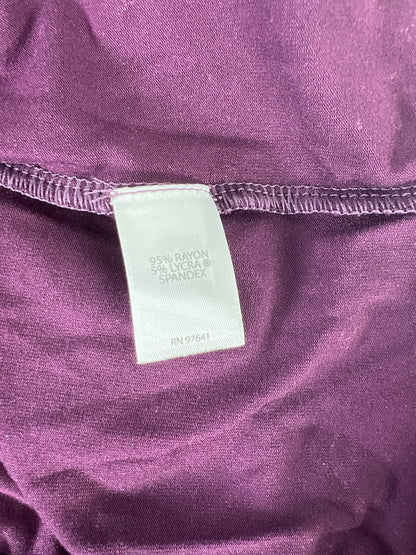 95% RAYON
5% LYCRA ®
SPANDEX
RN 97641